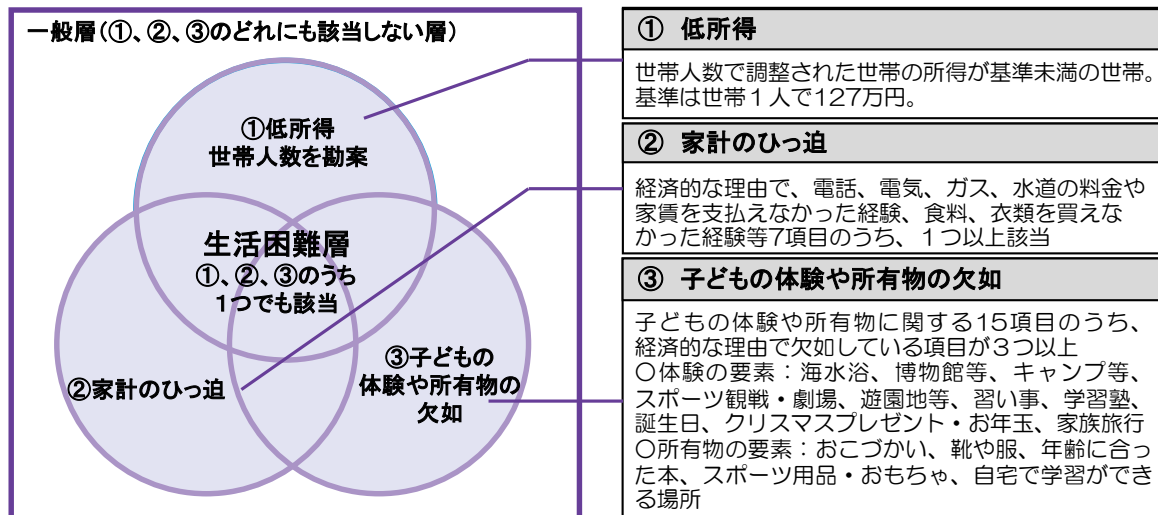 一般層(①、②、③のどれにも該当しない層)
①低所得
世帯人数を勘案
生活困難層
①、②、③のうち
1つでも該当
②家計のひっ迫
③子どもの
体験や所有物の
欠如
① 低所得
世帯人数で調整された世帯の所得が基準未満の世帯。
基準は世帯1人で127万円。
② 家計のひっ迫
経済的な理由で、電話、電気、ガス、水道の料金や
家賃を支払えなかった経験、食料、衣類を買えな
かった経験等7項目のうち、1つ以上該当
③ 子どもの体験や所有物の欠如
子どもの体験や所有物に関する15項目のうち、
経済的な理由で欠如している項目が3つ以上
〇体験の要素:海水浴、博物館等、キャンプ等、
スポーツ観戦・劇場、遊園地等、習い事、学習塾、
誕生日、クリスマスプレゼント・お年玉、家族旅行
〇所有物の要素:おこづかい、靴や服、年齢に合っ
た本、スポーツ用品・おもちゃ、自宅で学習ができ
る場所